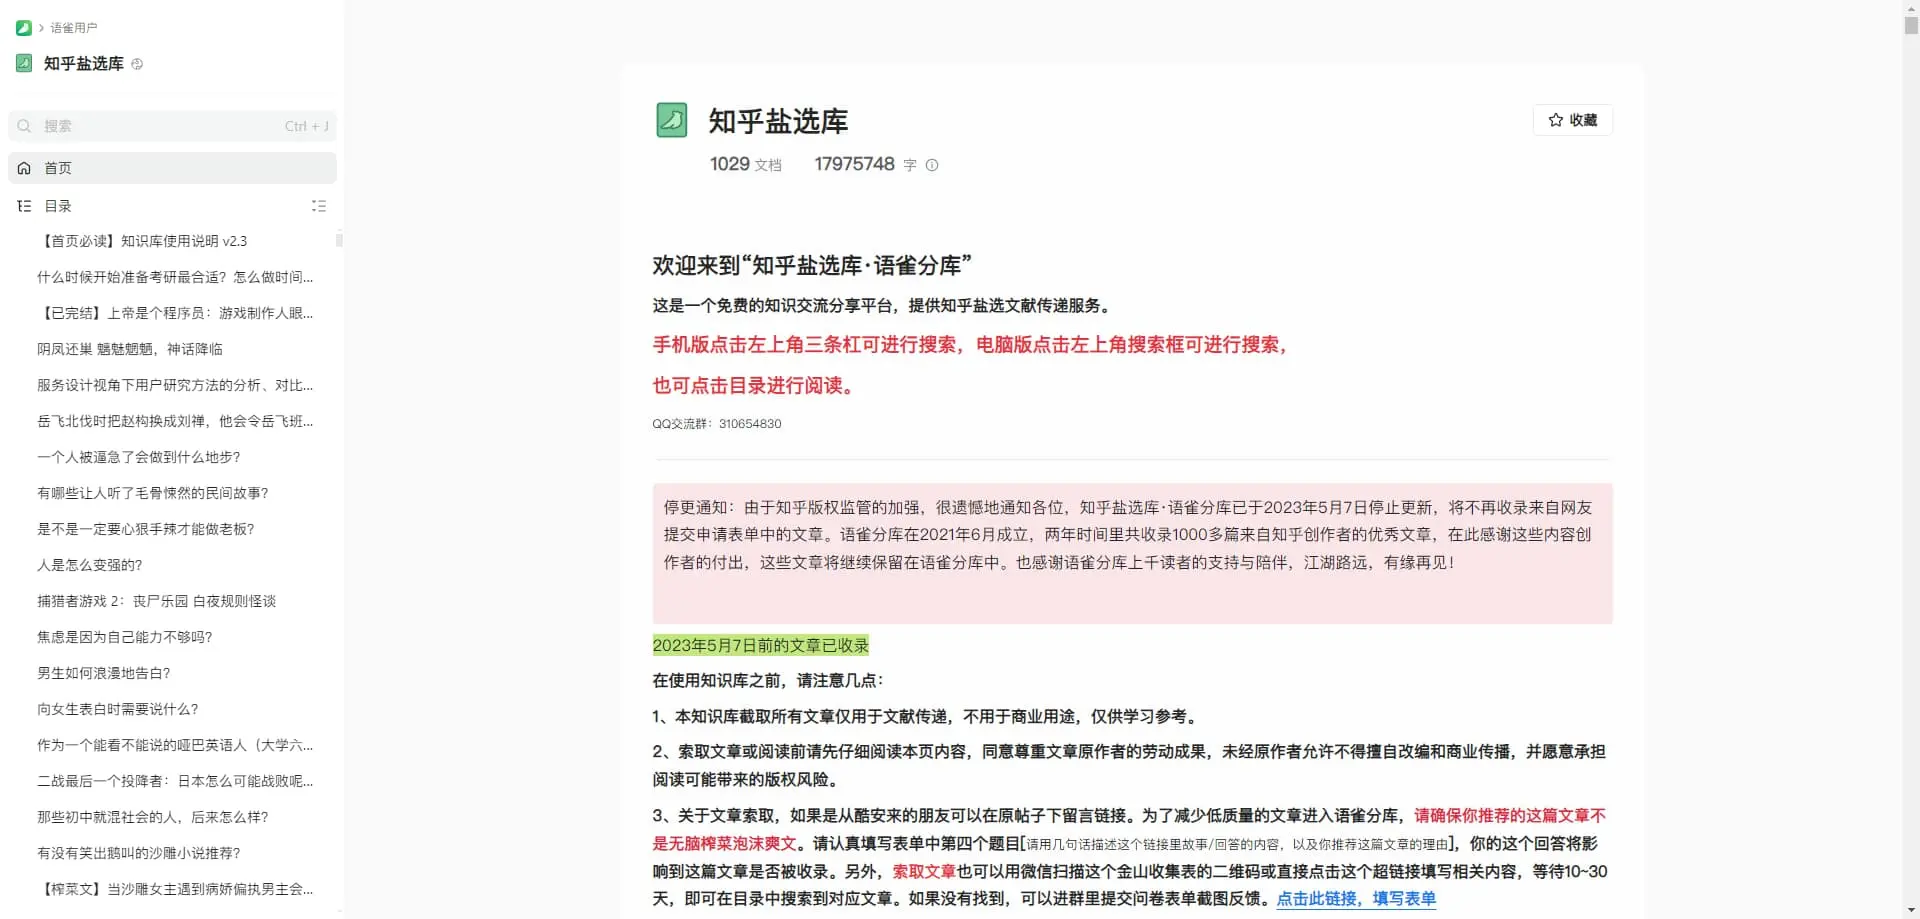 语雀用户
知乎盐选库
搜索
Ctrl + J
首页
目录
【首页必读】知识库使用说明 v2.3
什么时候开始准备考研最合适？怎么做时间...
【已完结】上帝是个程序员：游戏制作人眼...
阴凤还巢 魑魅魍魉，神话降临
服务设计视角下用户研究方法的分析、对比...
岳飞北伐时把赵构换成刘禅，他会令岳飞班...
一个人被逼急了会做到什么地步？
有哪些让人听了毛骨悚然的民间故事？
是不是一定要心狠手辣才能做老板？
人是怎么变强的？
捕猎者游戏 2：丧尸乐园 白夜规则怪谈
焦虑是因为自己能力不够吗？
男生如何浪漫地告白？
向女生表白时需要说什么？
作为一个能看不能说的哑巴英语人（大学六...
二战最后一个投降者：日本怎么可能战败呢...
那些初中就混社会的人，后来怎么样？
有没有笑出鹅叫的沙雕小说推荐？
【榨菜文】当沙雕女主遇到病娇偏执男主会...
知乎盐选库
收藏
1029 文档 17975748 字
欢迎来到“知乎盐选库·语雀分库”
这是一个免费的知识交流分享平台，提供知乎盐选文献传递服务。
手机版点击左上角三条杠可进行搜索，电脑版点击左上角搜索框可进行搜索，
也可点击目录进行阅读。
QQ交流群：310654830
停更通知：由于知乎版权监管的加强，很遗憾地通知各位，知乎盐选库·语雀分库已于2023年5月7日停止更新，将不再收录来自网友
提交申请表单中的文章。语雀分库在2021年6月成立，两年时间里共收录1000多篇来自知乎创作者的优秀文章，在此感谢这些内容创
作者的付出，这些文章将继续保留在语雀分库中。也感谢语雀分库上千读者的支持与陪伴，江湖路远，有缘再见！
2023年5月7日前的文章已收录
在使用知识库之前，请注意几点：
1、本知识库截取所有文章仅用于文献传递，不用于商业用途，仅供学习参考。
2、索取文章或阅读前请先仔细阅读本页内容，同意尊重文章原作者的劳动成果，未经原作者允许不得擅自改编和商业传播，并愿意承担
阅读可能带来的版权风险。
3、关于文章索取，如果是从酷安来的朋友可以在原帖子下留言链接。为了减少低质量的文章进入语雀分库，请确保你推荐的这篇文章不
是无脑榨菜泡沫爽文。请认真填写表单中第四个题目[请用几句话描述这个链接里故事/回答的内容，以及你推荐这篇文章的理由]，你的这个回答将影
响到这篇文章是否被收录。另外，索取文章也可以用微信扫描这个金山收集表的二维码或直接点击这个超链接填写相关内容，等待10~30
天，即可在目录中搜索到对应文章。如果没有找到，可以进群里提交问卷表单截图反馈。点击此链接，填写表单